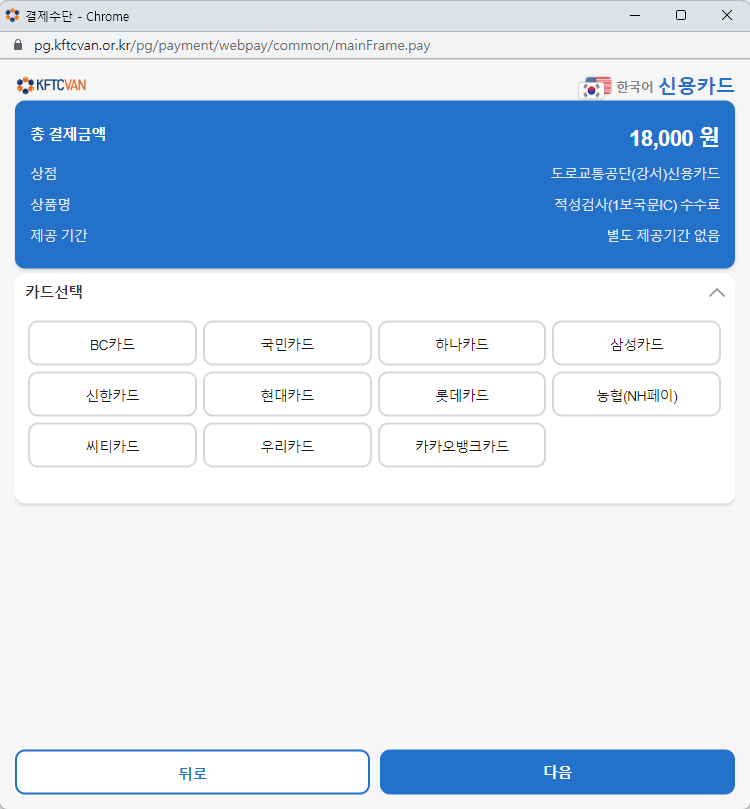 결제수단 - Chrome
pg.kftcvan.or.kr/pg/payment/webpay/common/mainFrame.pay
KFTCVAN 한국어 신용카드
총 결제금액 18,000 원
상점 도로교통공단(강서)신용카드
상품명 적성검사(1보국문IC) 수수료
제공 기간 별도 제공기간 없음
카드선택
BC카드 국민카드 하나카드 삼성카드
신한카드 현대카드 롯데카드 농협(NH페이)
씨티카드 우리카드 카카오뱅크카드
뒤로 다음